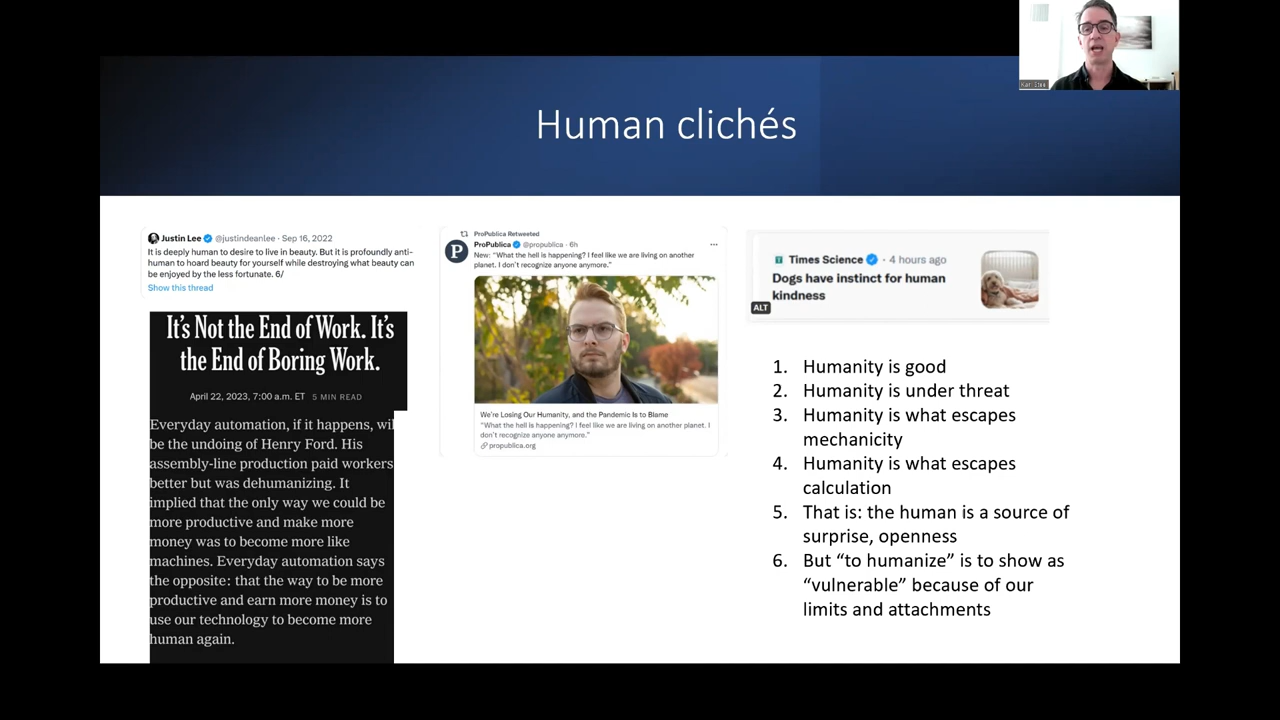 Human clichés
Justin Lee @justindeanlee · Sep 16, 2022
It is deeply human to desire to live in beauty. But it is profoundly anti-
human to hoard beauty for yourself while destroying what beauty can
be enjoyed by the less fortunate. 6/
Show this thread
It's Not the End of Work. It's
the End of Boring Work.
April 22, 2023, 7:00 a.m. ET 5 MIN READ
Everyday automation, if it happens, wil
be the undoing of Henry Ford. His
assembly-line production paid workers
better but was dehumanizing. It
implied that the only way we could be
more productive and make more
money was to become more like
machines. Everyday automation says
the opposite: that the way to be more
productive and earn more money is to
use our technology to become more
human again.
ProPublica Retweeted
P
ProPublica @propublica · 6h
New: "What the hell is happening? I feel like we are living on another
planet. I don't recognize anyone anymore."
We're Losing Our Humanity, and the Pandemic Is to Blame
"What the hell is happening? I feel like we are living on another planet. I
don't recognize anyone anymore."
propublica.org
Times Science · 4 hours ago
Dogs have instinct for human
kindness
ALT
1. Humanity is good
2. Humanity is under threat
3. Humanity is what escapes
mechanicity
4. Humanity is what escapes
calculation
5. That is: the human is a source of
surprise, openness
6. But “to humanize” is to show as
“vulnerable” because of our
limits and attachments